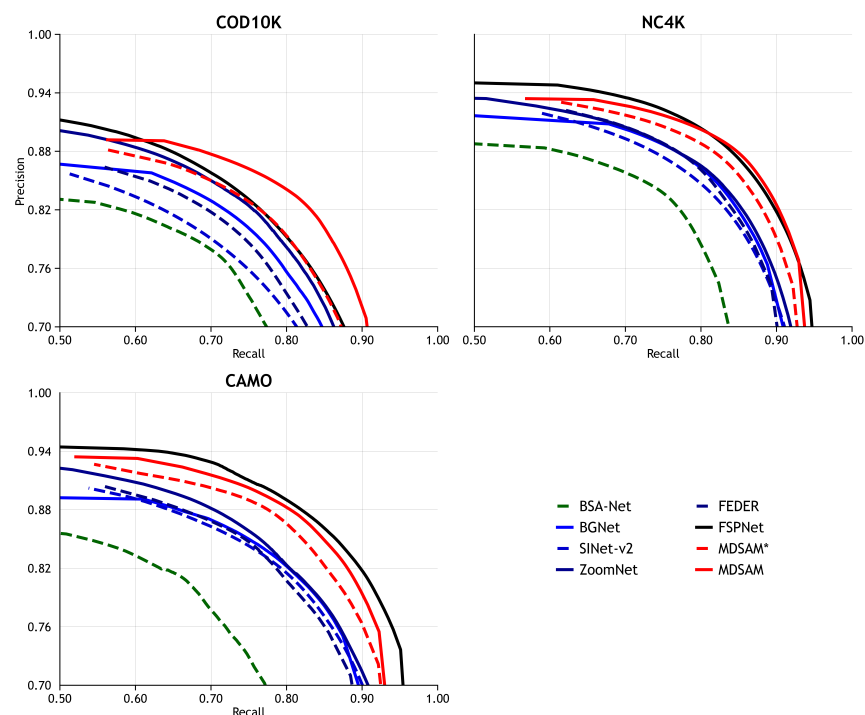 COD10K
NC4K
1.00
0.94
0.88
0.82
0.76
0.70
Precision
0.50 0.60 0.70 0.80 0.90 1.00
Recall
0.50 0.60 0.70 0.80 0.90 1.00
Recall
CAMO
1.00
0.94
0.88
0.82
0.76
0.70
0.50 0.60 0.70 0.80 0.90 1.00
Recall
BSA-Net
BGNet
SINet-v2
ZoomNet
FEDER
FSPNet
MDSAM*
MDSAM